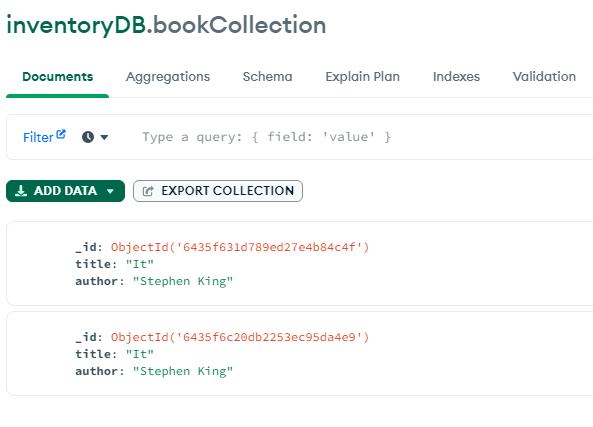 inventoryDB.bookCollection
Documents Aggregations Schema Explain Plan Indexes Validation
Filter Type a query: { field: 'value' }
ADD DATA EXPORT COLLECTION
_id: ObjectId('6435f631d789ed27e4b84c4f')
title: "It"
author: "Stephen King"
_id: ObjectId('6435f6c20db2253ec95da4e9')
title: "It"
author: "Stephen King"